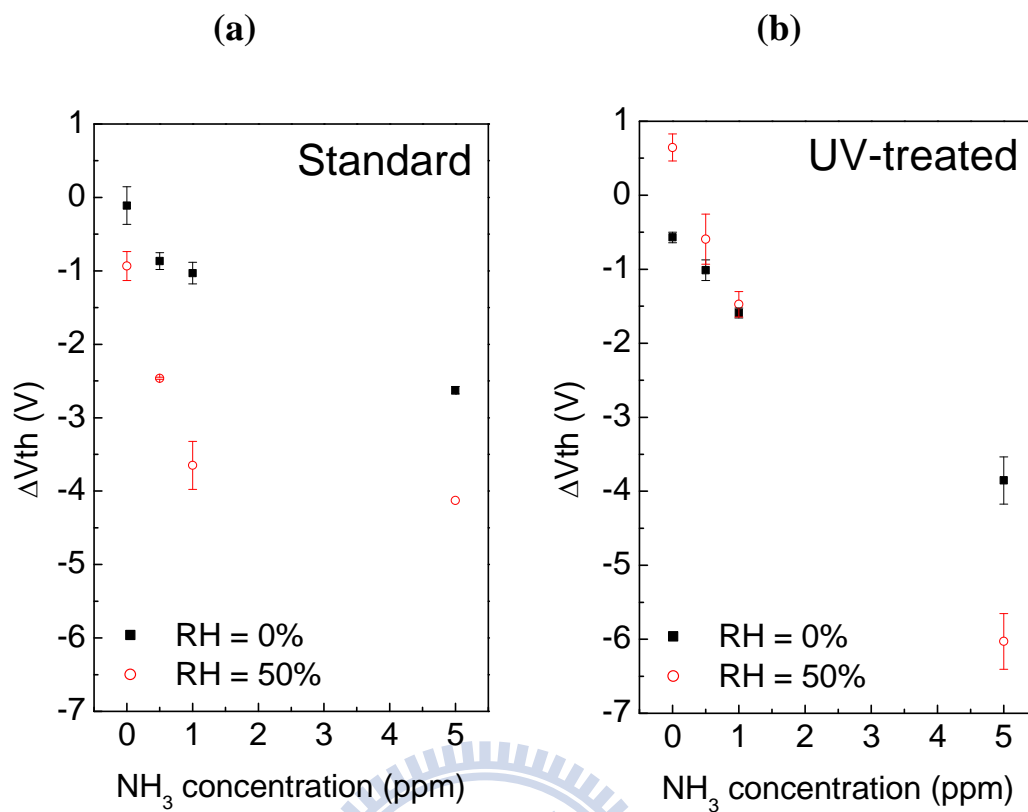 (a)
Standard
1
0
-1
-2
-3
-4
-5
-6
-7
ΔVth (V)
RH = 0%
RH = 50%
0 1 2 3 4 5
NH₃ concentration (ppm)
(b)
UV-treated
1
0
-1
-2
-3
-4
-5
-6
-7
ΔVth (V)
RH = 0%
RH = 50%
0 1 2 3 4 5
NH₃ concentration (ppm)